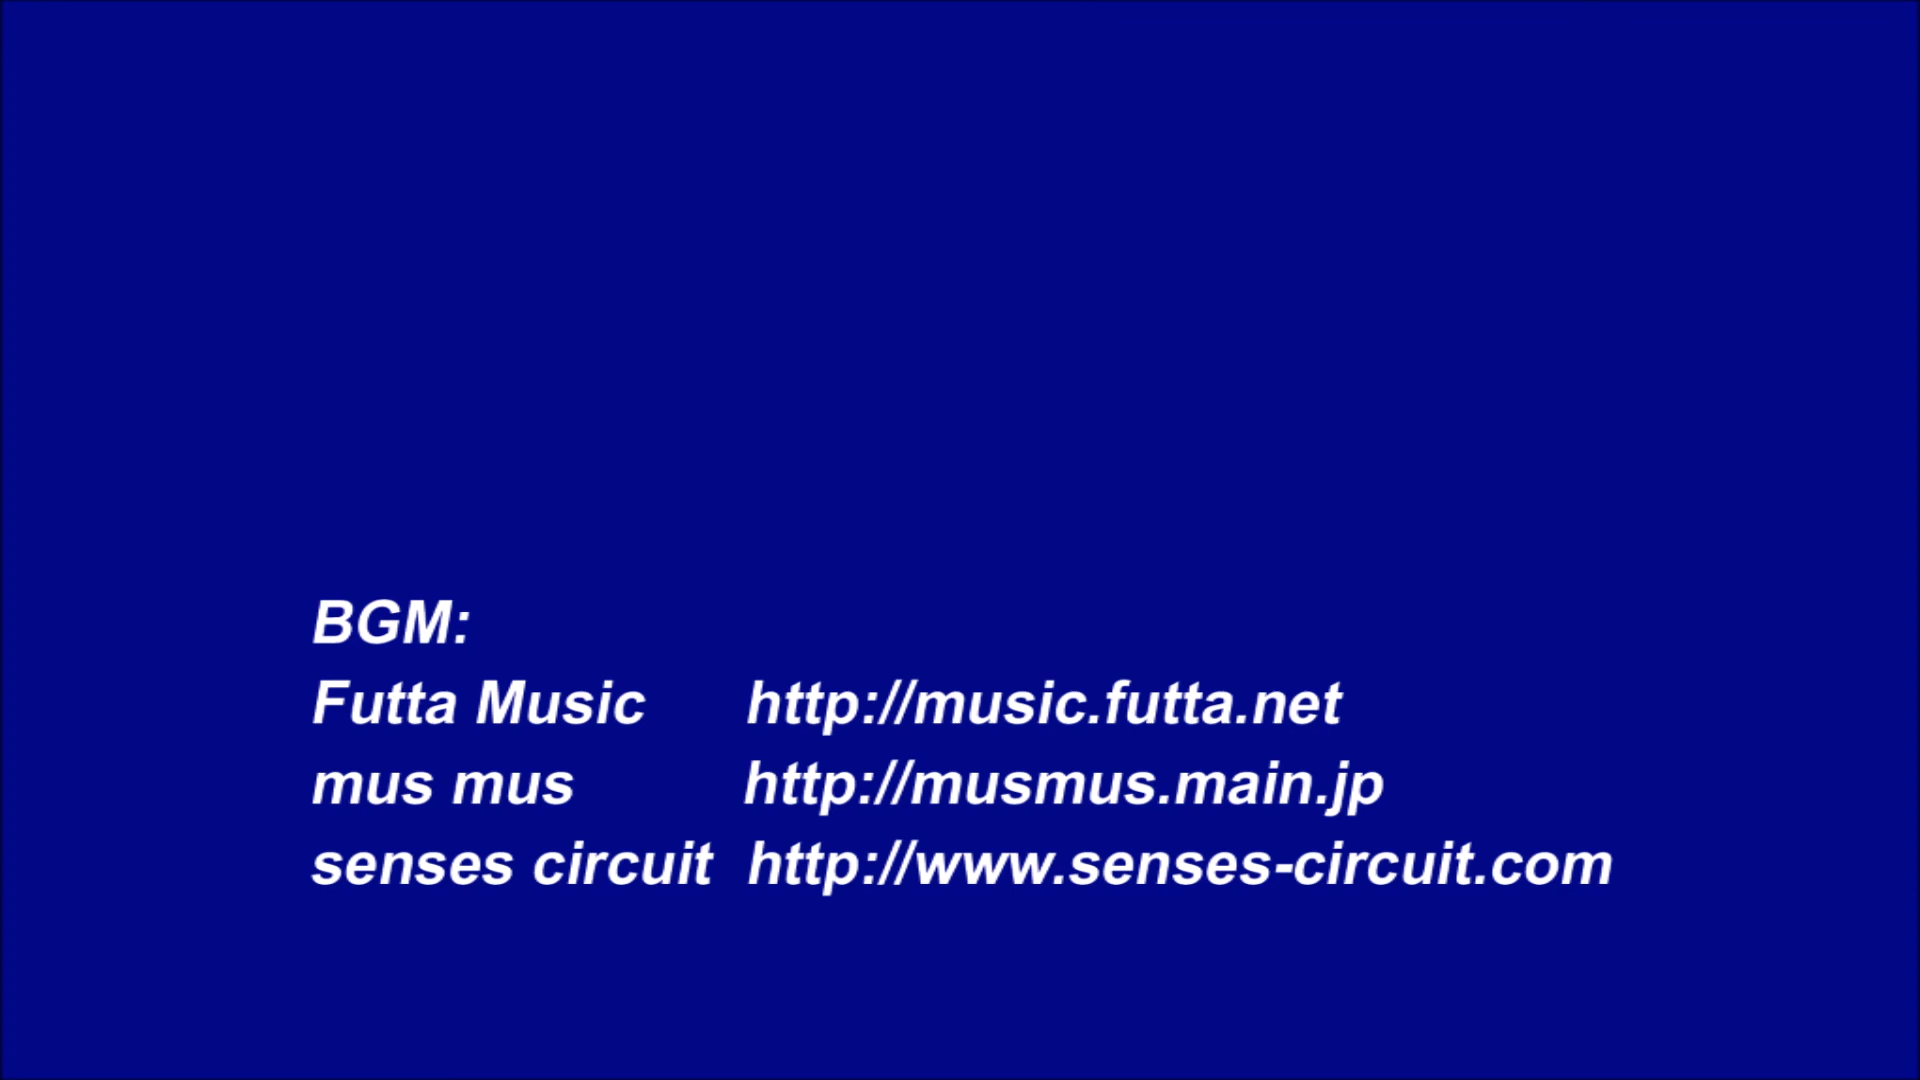 BGM:
Futta Music http://music.futta.net
mus mus http://musmus.main.jp
senses circuit http://www.senses-circuit.com